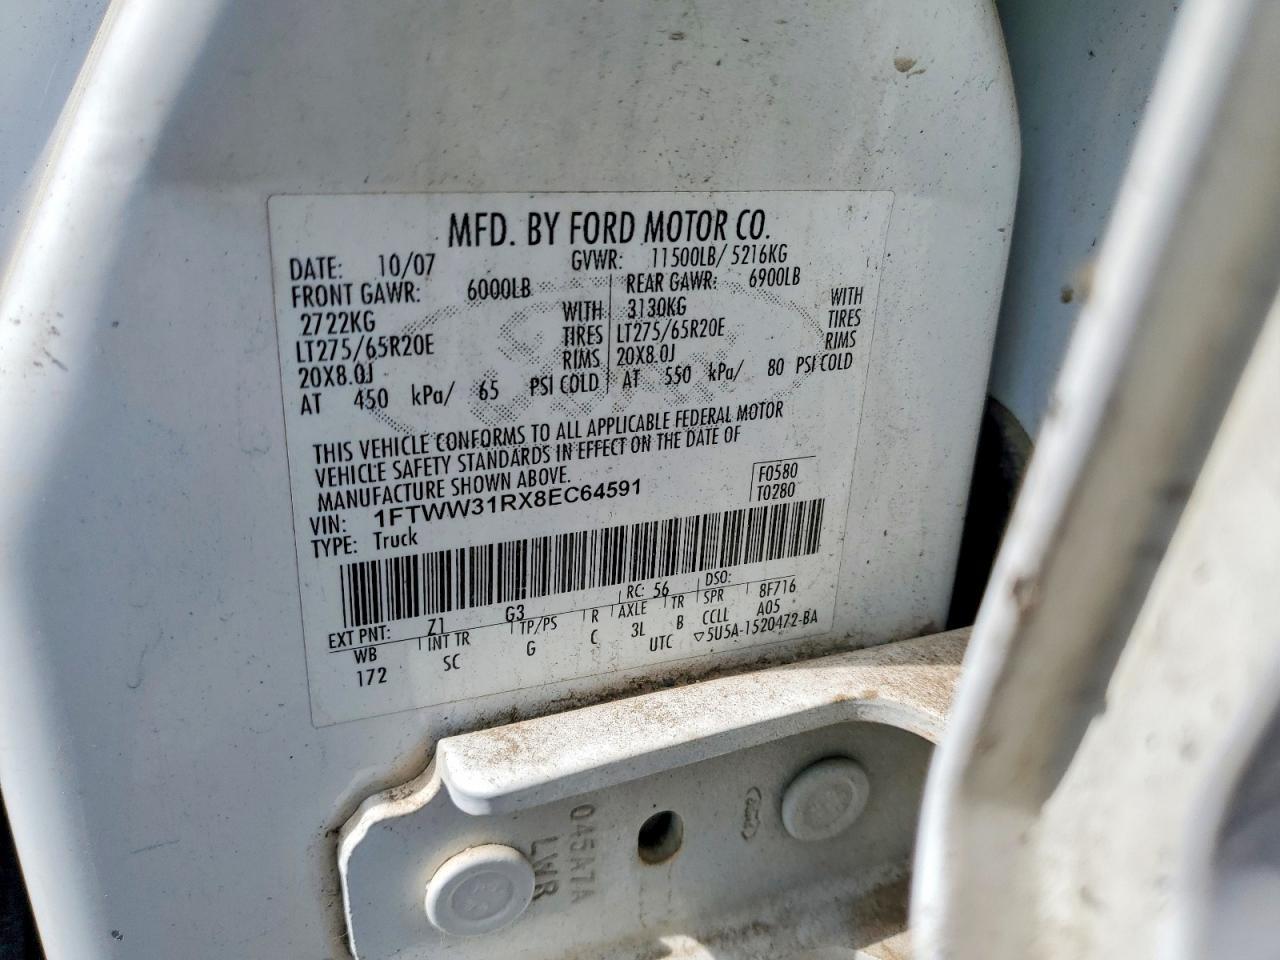 MFD. BY FORD MOTOR CO.
DATE: 10/07 GVWR: 11500LB/ 5216KG
FRONT GAWR: 6000LB REAR GAWR: 6900LB
2722KG WITH 3130KG WITH
LT275/65R20E TIRES LT275/65R20E TIRES
20X8.0J RIMS 20X8.0J RIMS
AT 450 kPa/ 65 PSI COLD AT 550 kPa/ 80 PSI COLD
THIS VEHICLE CONFORMS TO ALL APPLICABLE FEDERAL MOTOR
VEHICLE SAFETY STANDARDS IN EFFECT ON THE DATE OF
MANUFACTURE SHOWN ABOVE.
VIN: 1FTWW31RX8EC64591 F0580
TYPE: Truck T0280
EXT PNT: Z1 G3 RC: 56 DSO:
WB INT TR TP/PS R AXLE TR SPR 8F716
172 SC G C 3L B CCLL A05
UTC ▽5U5A-1520472-BA
045A7A
LWR